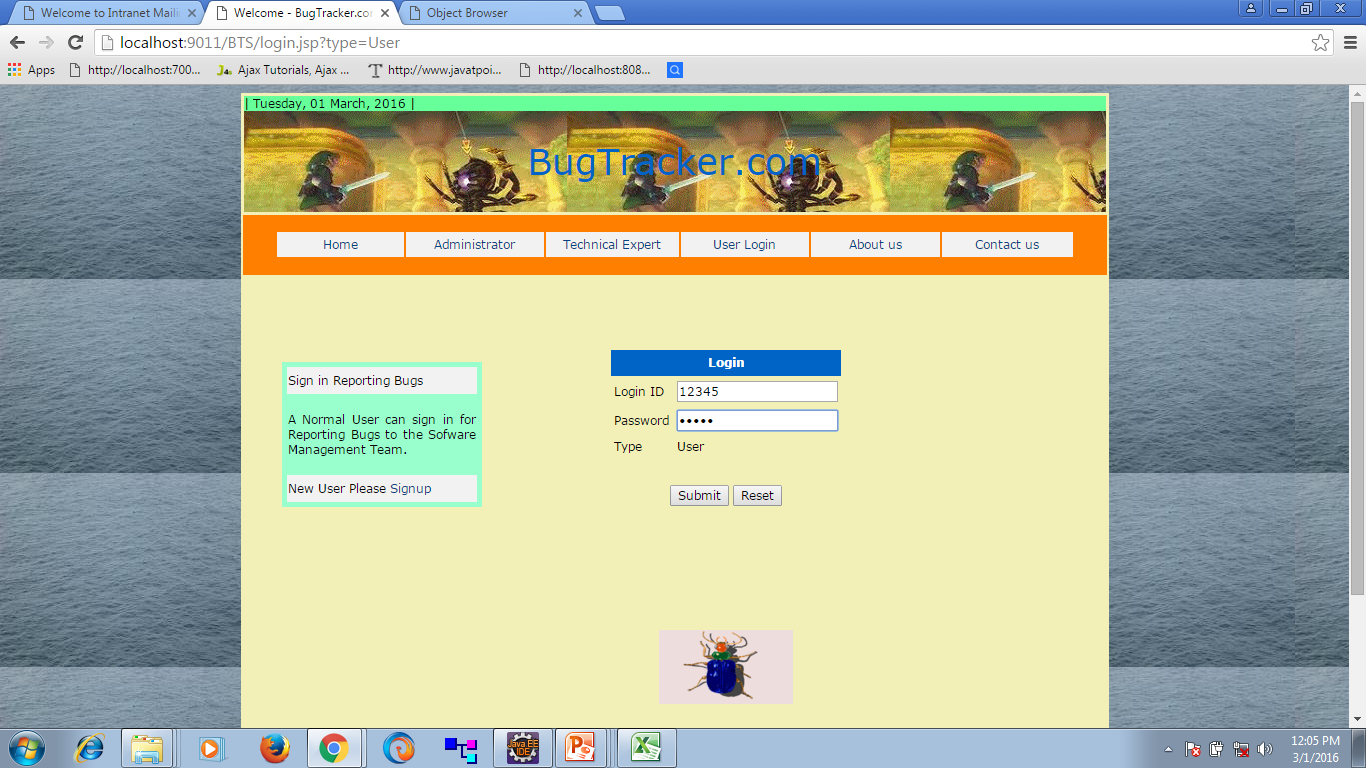 Welcome to Intranet Maili
Welcome - BugTracker.co
Object Browser
localhost:9011/BTS/login.jsp?type=User
Apps
http://localhost:700...
Ajax Tutorials, Ajax ...
http://www.javatpoi...
http://localhost:808...
| Tuesday, 01 March, 2016 |
BugTracker.com
Home
Administrator
Technical Expert
User Login
About us
Contact us
Sign in Reporting Bugs
A Normal User can sign in for
Reporting Bugs to the Sofware
Management Team.
New User Please Signup
Login
Login ID 12345
Password •••••
Type User
Submit Reset
Java EE
IDE
12:05 PM
3/1/2016